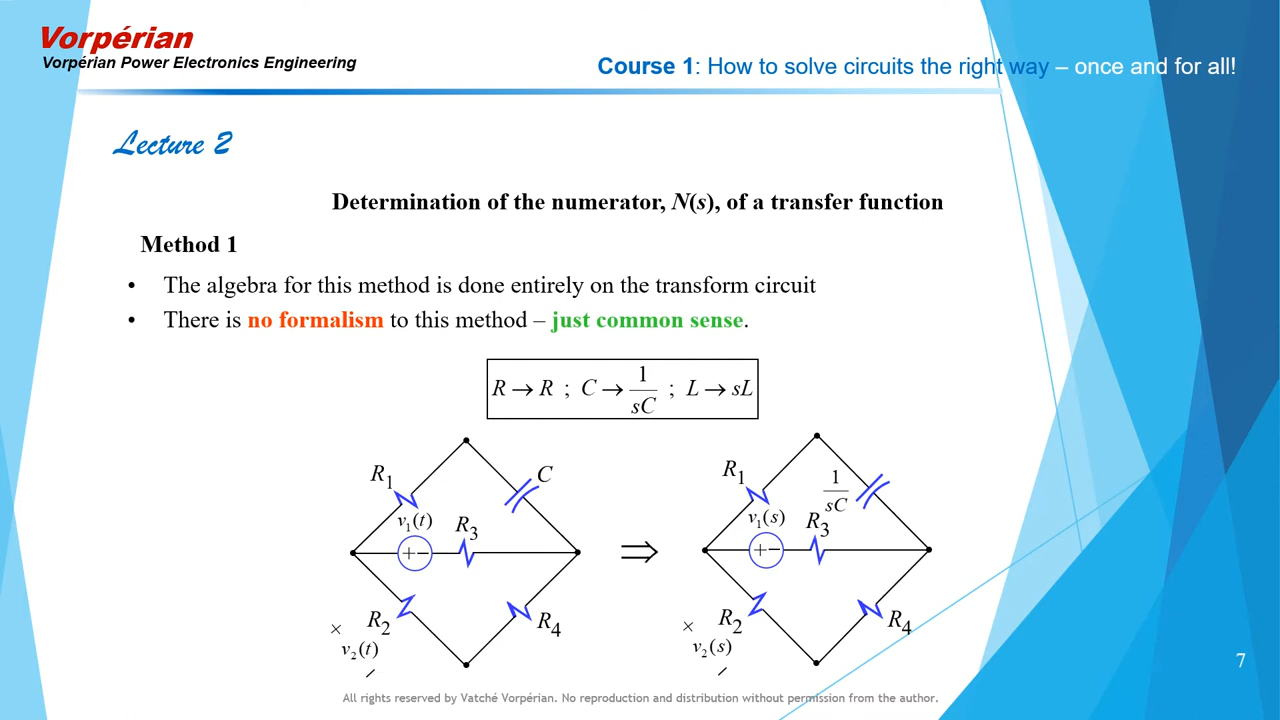 Vorpérian
Vorpérian Power Electronics Engineering
Course 1: How to solve circuits the right way – once and for all!
Lecture 2
Determination of the numerator, N(s), of a transfer function
Method 1
• The algebra for this method is done entirely on the transform circuit
• There is no formalism to this method – just common sense.
R → R ; C → 1/sC ; L → sL
R1 C
v1(t) R3
+−
R2 R4
× v2(t)
⇒
R1 1/sC
v1(s) R3
+−
R2 R4
× v2(s)
7
All rights reserved by Vatché Vorpérian. No reproduction and distribution without permission from the author.